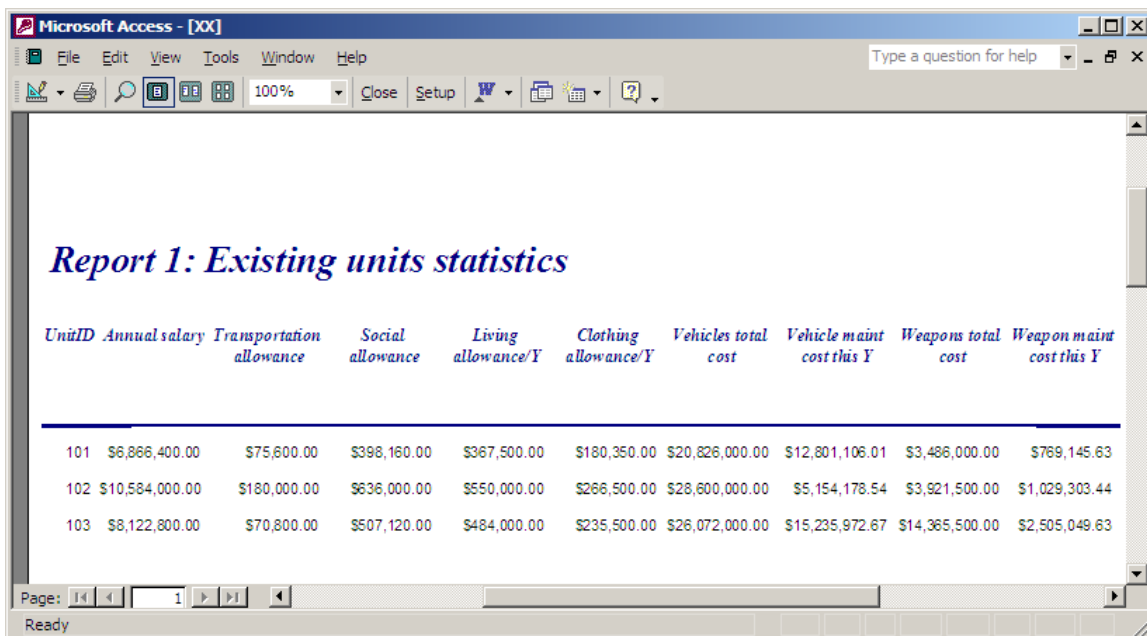 Microsoft Access - [XX]
File Edit View Tools Window Help Type a question for help
100% Close Setup
Report 1: Existing units statistics
UnitID Annual salary Transportation allowance Social allowance Living allowance/Y Clothing allowance/Y Vehicles total cost Vehicle maint cost this Y Weapons total cost Weapon maint cost this Y
101 $6,866,400.00 $75,600.00 $398,160.00 $367,500.00 $180,350.00 $20,826,000.00 $12,801,106.01 $3,486,000.00 $769,145.63
102 $10,584,000.00 $180,000.00 $636,000.00 $550,000.00 $266,500.00 $28,600,000.00 $5,154,178.54 $3,921,500.00 $1,029,303.44
103 $8,122,800.00 $70,800.00 $507,120.00 $484,000.00 $235,500.00 $26,072,000.00 $15,235,972.67 $14,365,500.00 $2,505,049.63
Page: 1
Ready